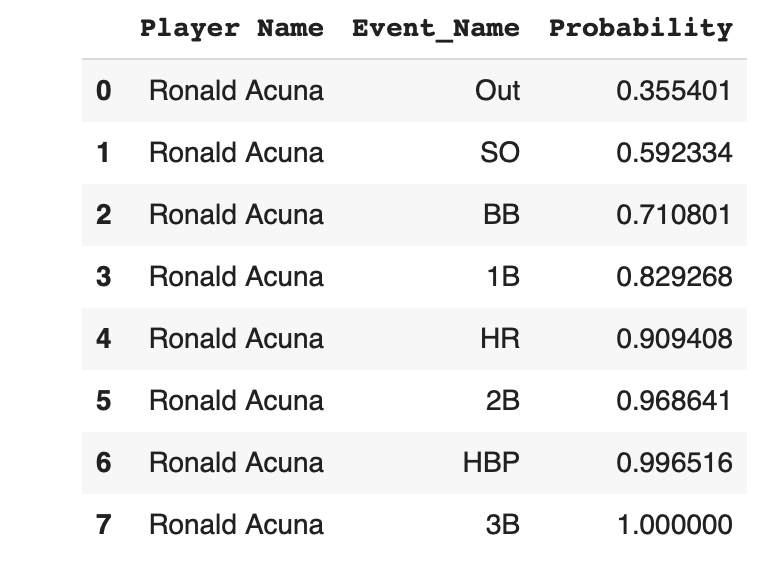 Player Name Event_Name Probability
0 Ronald Acuna Out 0.355401
1 Ronald Acuna SO 0.592334
2 Ronald Acuna BB 0.710801
3 Ronald Acuna 1B 0.829268
4 Ronald Acuna HR 0.909408
5 Ronald Acuna 2B 0.968641
6 Ronald Acuna HBP 0.996516
7 Ronald Acuna 3B 1.000000